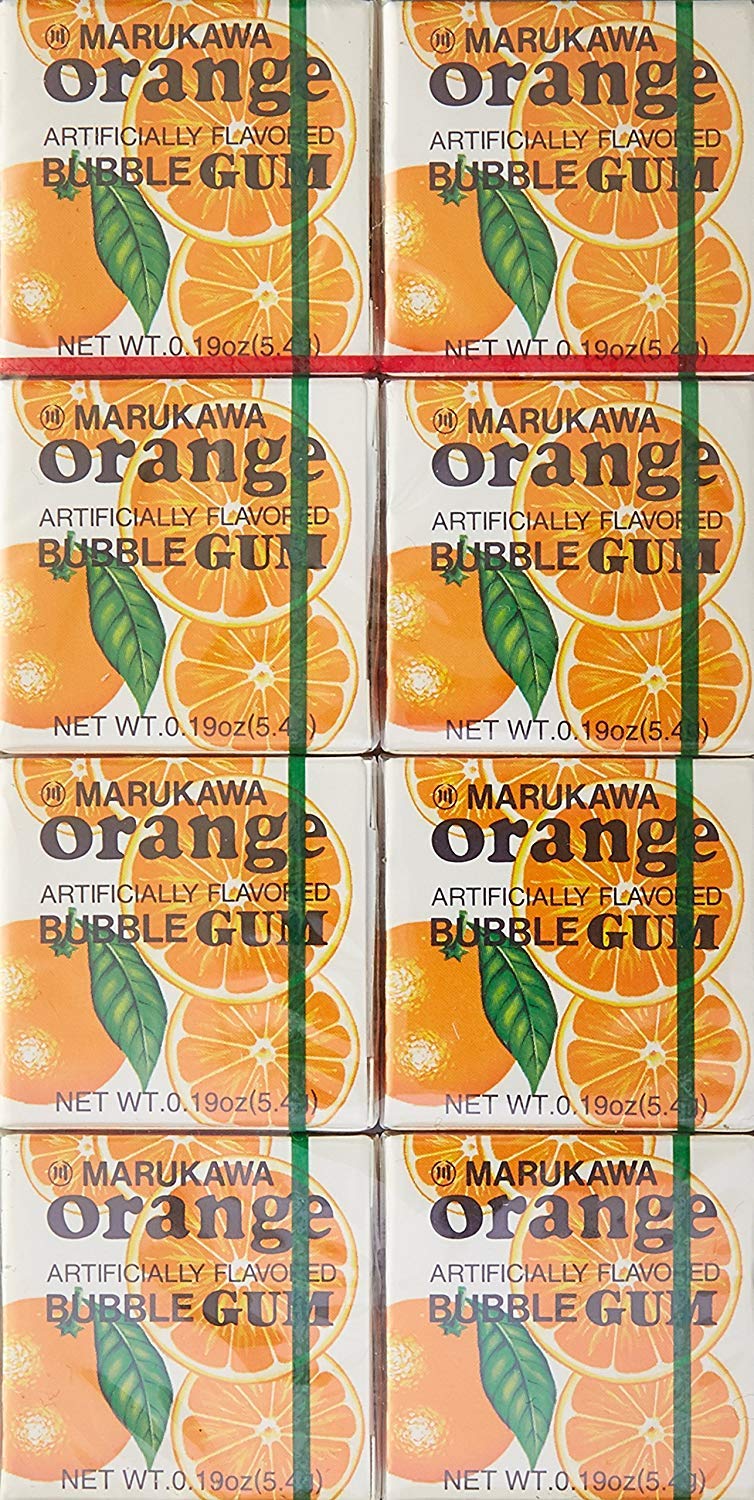 MARUKAWA
orange
ARTIFICIALLY FLAVORED
BUBBLE GUM
NET WT.0.19oz(5.4g)
MARUKAWA
orange
ARTIFICIALLY FLAVORED
BUBBLE GUM
NET WT.0.19oz(5.4g)
MARUKAWA
orange
ARTIFICIALLY FLAVORED
BUBBLE GUM
NET WT.0.19oz(5.4g)
MARUKAWA
orange
ARTIFICIALLY FLAVORED
BUBBLE GUM
NET WT.0.19oz(5.4g)
MARUKAWA
orange
ARTIFICIALLY FLAVORED
BUBBLE GUM
NET WT.0.19oz(5.4g)
MARUKAWA
orange
ARTIFICIALLY FLAVORED
BUBBLE GUM
NET WT.0.19oz(5.4g)
MARUKAWA
orange
ARTIFICIALLY FLAVORED
BUBBLE GUM
NET WT.0.19oz(5.4g)
MARUKAWA
orange
ARTIFICIALLY FLAVORED
BUBBLE GUM
NET WT.0.19oz(5.4g)